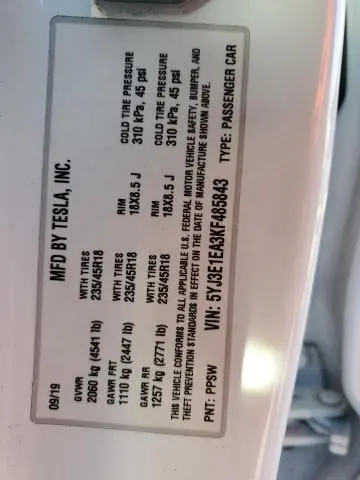 09/19 MFD BY TESLA, INC.
GVWR WITH TIRES RIM COLD TIRE PRESSURE
2060 kg (4541 lb) 235/45R18 18X8.5 J 310 kPa, 45 psi
GAWR FRT WITH TIRES RIM COLD TIRE PRESSURE
1110 kg (2447 lb) 235/45R18 18X8.5 J 310 kPa, 45 psi
GAWR RR WITH TIRES
1257 kg (2771 lb) 235/45R18
THIS VEHICLE CONFORMS TO ALL APPLICABLE U.S. FEDERAL MOTOR VEHICLE SAFETY, BUMPER, AND
THEFT PREVENTION STANDARDS IN EFFECT ON THE DATE OF MANUFACTURE SHOWN ABOVE.
PNT: PPSW VIN: 5YJ3E1EA3KF485843 TYPE: PASSENGER CAR